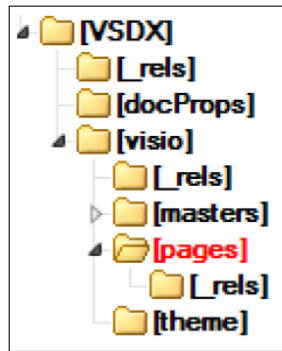 [VSDX]
[_rels]
[docProps]
[visio]
[_rels]
[masters]
[pages]
[_rels]
[theme]